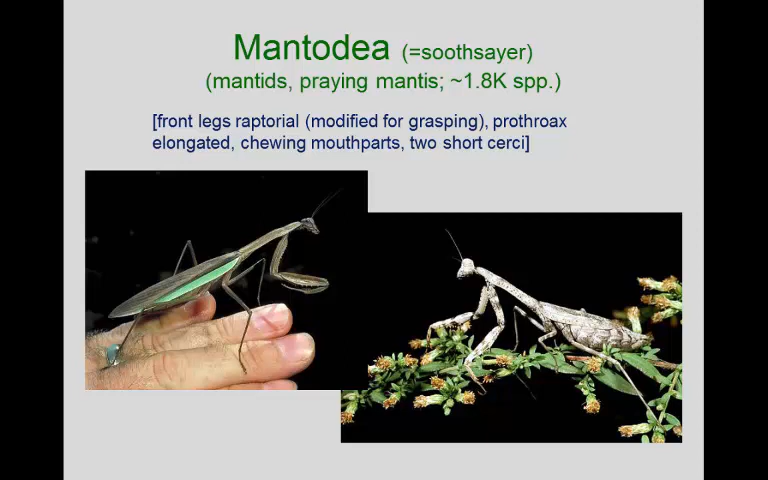 Mantodea (=soothsayer)
(mantids, praying mantis; ~1.8K spp.)
[front legs raptorial (modified for grasping), prothroax
elongated, chewing mouthparts, two short cerci]